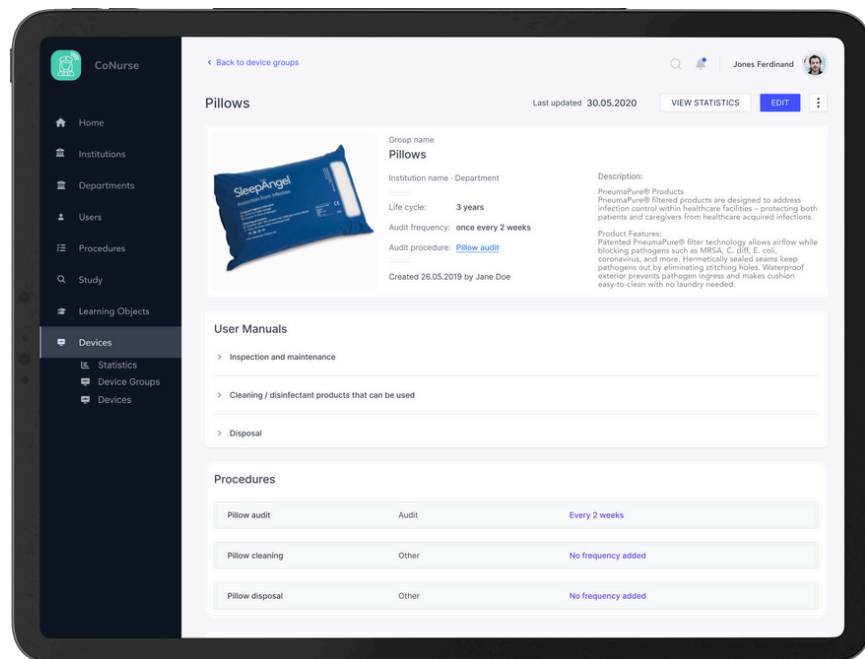 CoNurse
Home
Institutions
Departments
Users
Procedures
Study
Learning Objects
Devices
Statistics
Device Groups
Devices
Back to device groups
Jones Ferdinand
Pillows
Last updated 30.05.2020
VIEW STATISTICS
EDIT
SleepAngel
Protection from infection
Group name
Pillows
Institution name - Department
Life cycle: 3 years
Audit frequency: once every 2 weeks
Audit procedure: Pillow audit
Created 26.05.2019 by Jane Doe
Description:
PneumaPure® Products
PneumaPure® filtered products are designed to address
infection control within healthcare facilities – protecting both
patients and caregivers from healthcare acquired infections.
Product Features:
Patented PneumaPure® filter technology allows airflow while
blocking pathogens such as MRSA, C. diff, E. coli,
coronavirus, and more. Hermetically sealed seams keep
pathogens out by eliminating stitching holes. Waterproof
exterior prevents pathogen ingress and makes cushion
easy-to-clean with no laundry needed.
User Manuals
Inspection and maintenance
Cleaning / disinfectant products that can be used
Disposal
Procedures
Pillow audit Audit Every 2 weeks
Pillow cleaning Other No frequency added
Pillow disposal Other No frequency added